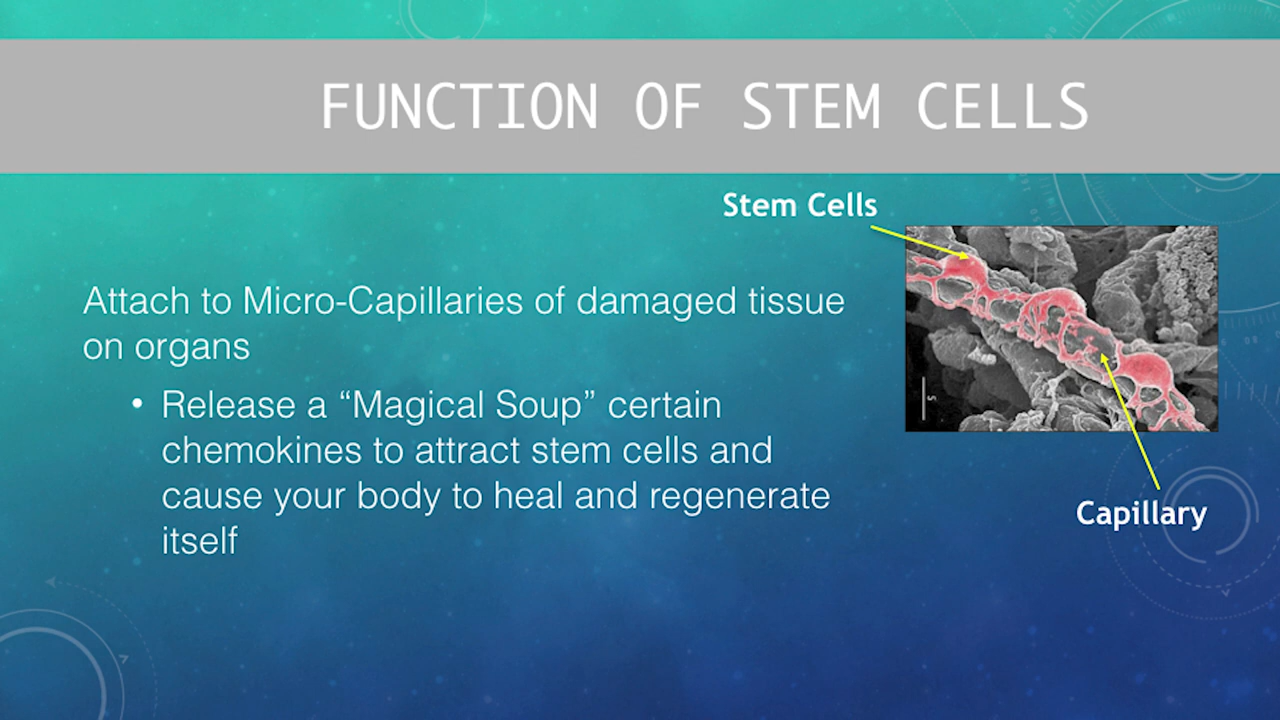 FUNCTION OF STEM CELLS
Stem Cells
Attach to Micro-Capillaries of damaged tissue
on organs
• Release a “Magical Soup” certain
chemokines to attract stem cells and
cause your body to heal and regenerate
itself
Capillary